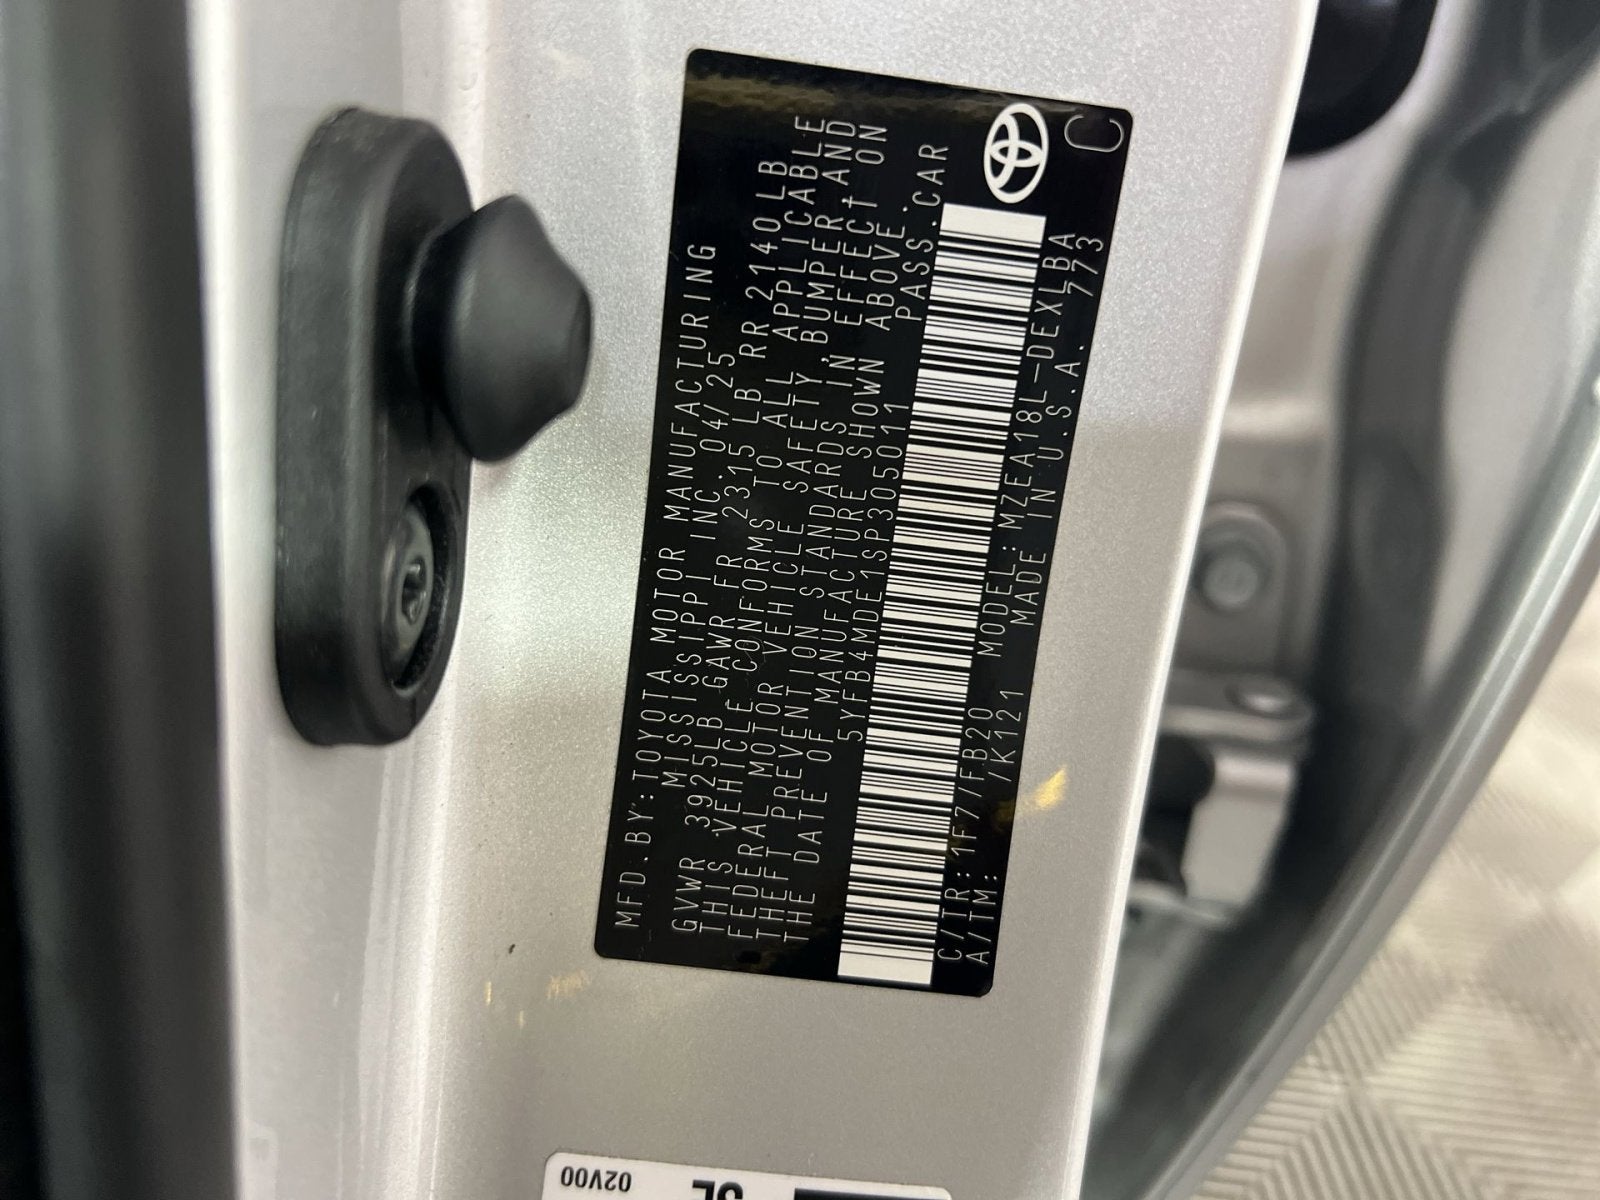 MFD.BY:TOYOTA MOTOR MANUFACTURING
MISSISSIPPI INC. 04/25
GVWR 3925LB GAWR FR 2315 LB RR 2140 LB
THIS VEHICLE CONFORMS TO ALL APPLICABLE
FEDERAL MOTOR VEHICLE SAFETY,BUMPER,AND
THEFT PREVENTION STANDARDS IN EFFECT ON
THE DATE OF MANUFACTURE SHOWN ABOVE.
5YFB4MDE1SP305011 PASS.CAR
C/TR:1F7/FB20 MODEL:MZEA18L-DEXLBA
A/TM: /K121 MADE IN U.S.A. 773
C
02V00